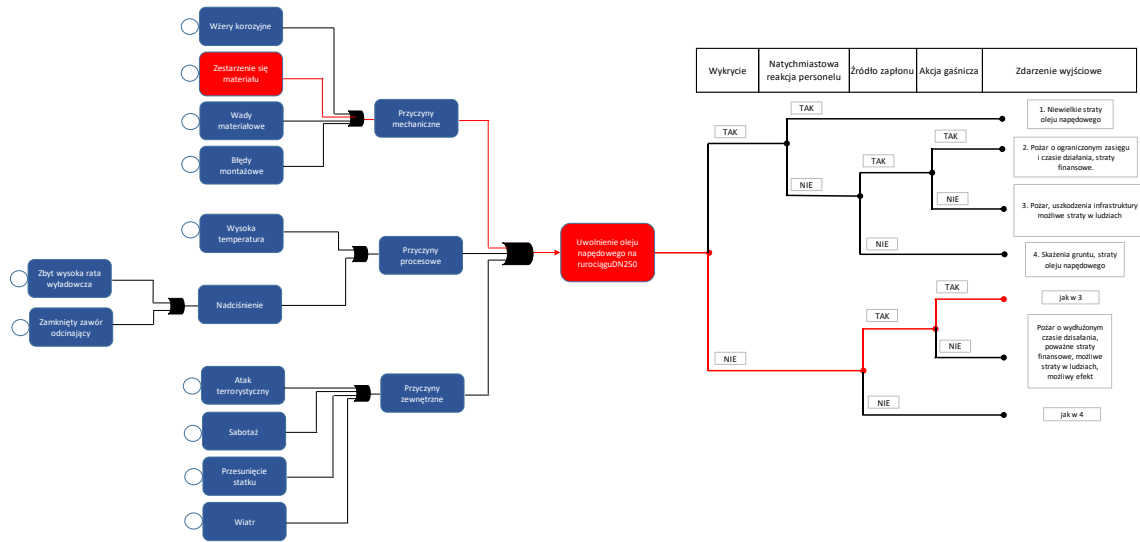 Wżery korozyjne
Zestarzenie się
materiału
Wady
materiałowe
Błędy
montażowe
Przyczyny
mechaniczne
Wysoka
temperatura
Przyczyny
procesowe
Zbyt wysoka rata
wyładowcza
Zamknięty zawór
odcinający
Nadciśnienie
Atak
terrorystyczny
Sabotaż
Przesunięcie
statku
Wiatr
Przyczyny
zewnętrzne
Uwolnienie oleju
napędowego na
rurociąguDN250
Wykrycie
Natychmiastowa
reakcja personelu
Źródło zapłonu
Akcja gaśnicza
Zdarzenie wyjściowe
TAK
TAK
NIE
TAK
TAK
NIE
NIE
NIE
TAK
TAK
NIE
NIE
1. Niewielkie straty
oleju napędowego
2. Pożar o ograniczonym zasięgu
i czasie działania, straty
finansowe.
3. Pożar, uszkodzenia infrastruktury
możliwe straty w ludziach
4. Skażenia gruntu, straty
oleju napędowego
jak w 3
Pożar o wydłużonym
czasie dzisałania,
poważne straty
finansowe, możliwe
straty w ludziach,
możliwy efekt
jak w 4